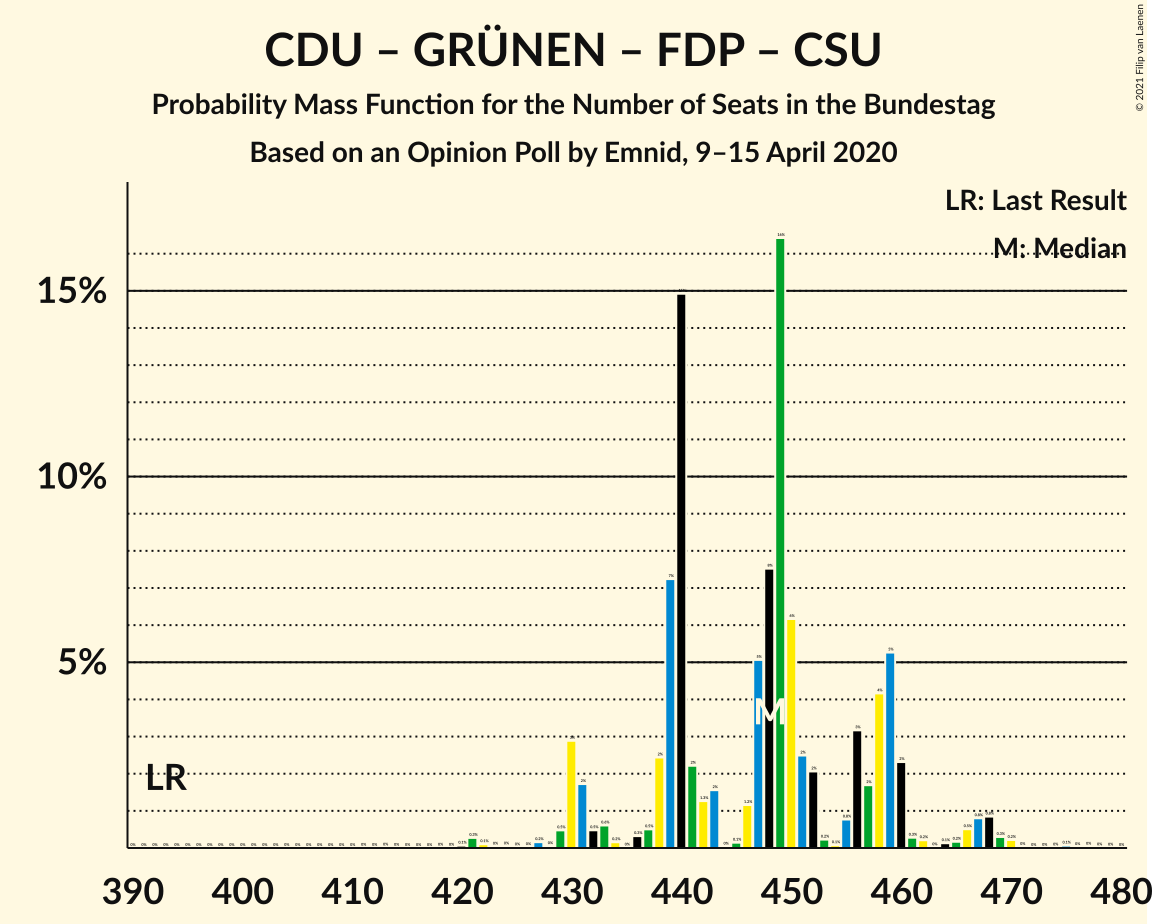 CDU – GRÜNEN – FDP – CSU
Probability Mass Function for the Number of Seats in the Bundestag
Based on an Opinion Poll by Emnid, 9–15 April 2020
© 2021 Filip van Laenen
LR: Last Result
M: Median
15%
10%
5%
LR
M
390 400 410 420 430 440 450 460 470 480